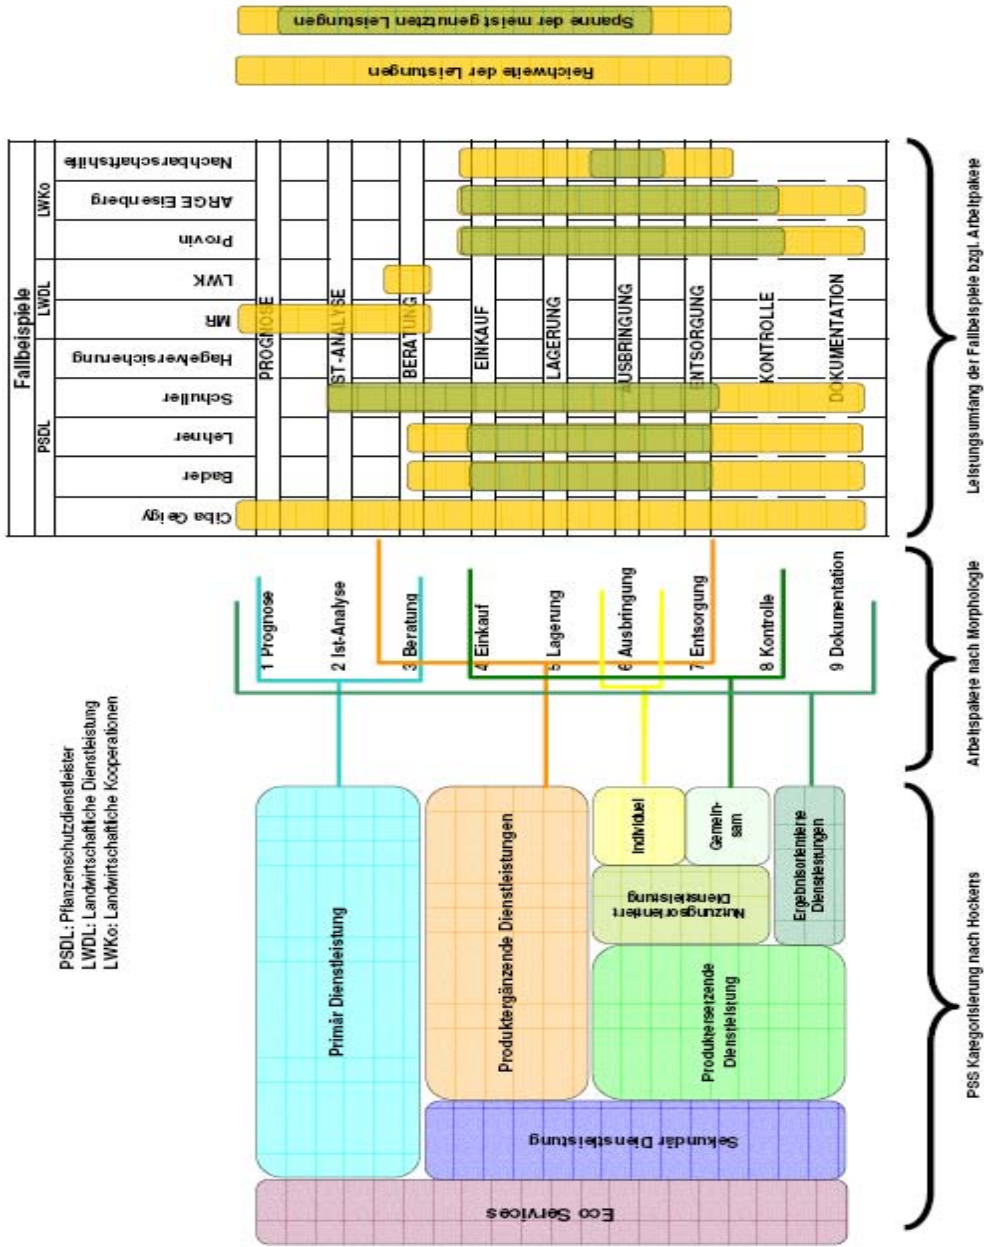 PSDL: Pflanzenschutzdienstleister
LWDL: Landwirtschaftliche Dienstleistung
LWKo: Landwirtschaftliche Kooperationen
Eco Services
Primär Dienstleistung
Sekundär Dienstleistung
Produktergänzende Dienstleistungen
Produktersetzende
Dienstleistung
Nutzungsorientiert
Dienstleistung
Individuel
Gemein-
sam
Ergebnisorientierte
Dienstleistungen
1 Prognose
2 Ist-Analyse
3 Beratung
4 Einkauf
5 Lagerung
6 Ausbringung
7 Entsorgung
8 Kontrolle
9 Dokumentation
Fallbeispiele
PSDL
LWDL
LWKo
Ciba Geigy
Bader
Lehner
Schuller
Hagelversicherung
MR
LWK
Provin
ARGE Eisenberg
Nachbarschaftshilfe
PROGNOSE
IST-ANALYSE
BERATUNG
EINKAUF
LAGERUNG
AUSBRINGUNG
ENTSORGUNG
KONTROLLE
DOKUMENTATION
Reichweite der Leistungen
Spanne der meist genutzten Leistungen
PSS Kategorisierung nach Hockerts
Arbeitspakete nach Morphologie
Leistungsumfang der Fallbeispiele bzgl. Arbeitpakete